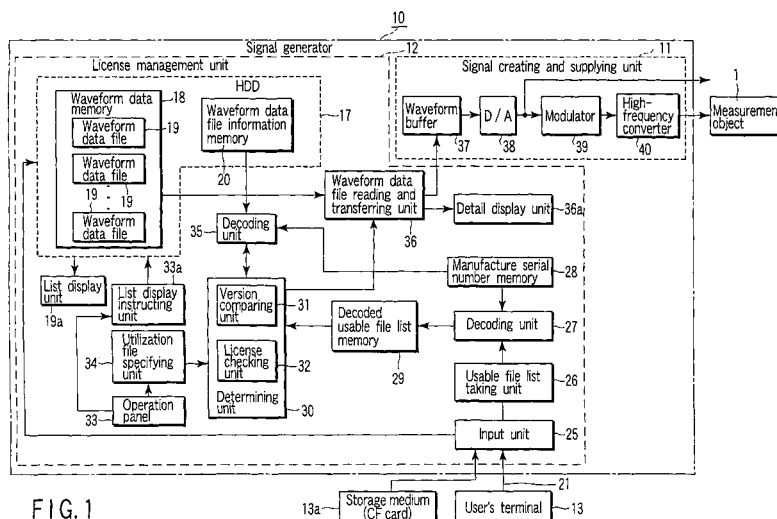 10
Signal generator
12
11
License management unit
Signal creating and supplying unit
HDD
18
Waveform data
memory
19
Waveform data file
Waveform data file
19
19
Waveform data file
Waveform data
file information
memory
20
17
Waveform
buffer
37
D/A
38
Modulator
39
High-
frequency
converter
40
1
Measurement
object
Waveform data
file reading and
transferring unit
36
Detail display unit
36a
35
Decoding
unit
Manufacture serial
number memory
28
33a
List display
unit
19a
List display
instructing
unit
Version
comparing
unit
31
Decoded
usable file list
memory
29
Decoding unit
27
34
Utilization
file
specifying
unit
License
checking
unit
32
Determining
unit
30
Usable file list
taking unit
26
Operation
panel
33
Input unit
25
21
FIG.1
13a
Storage medium
(CF card)
User's terminal
13